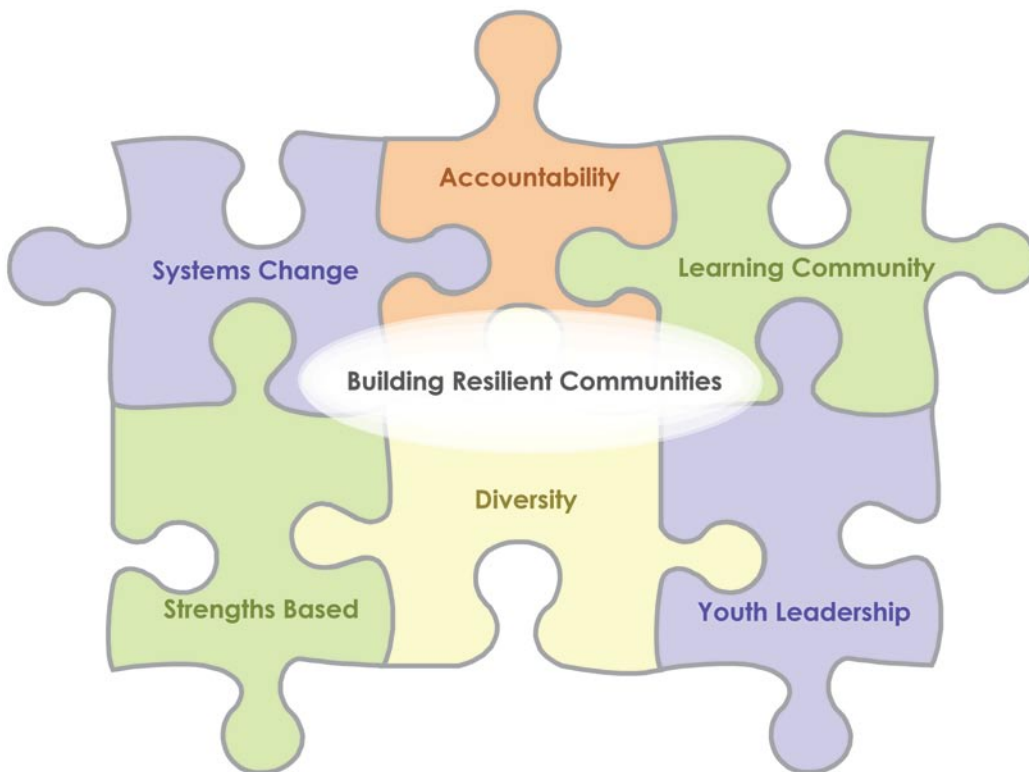 Accountability
Systems Change
Learning Community
Building Resilient Communities
Diversity
Strengths Based
Youth Leadership